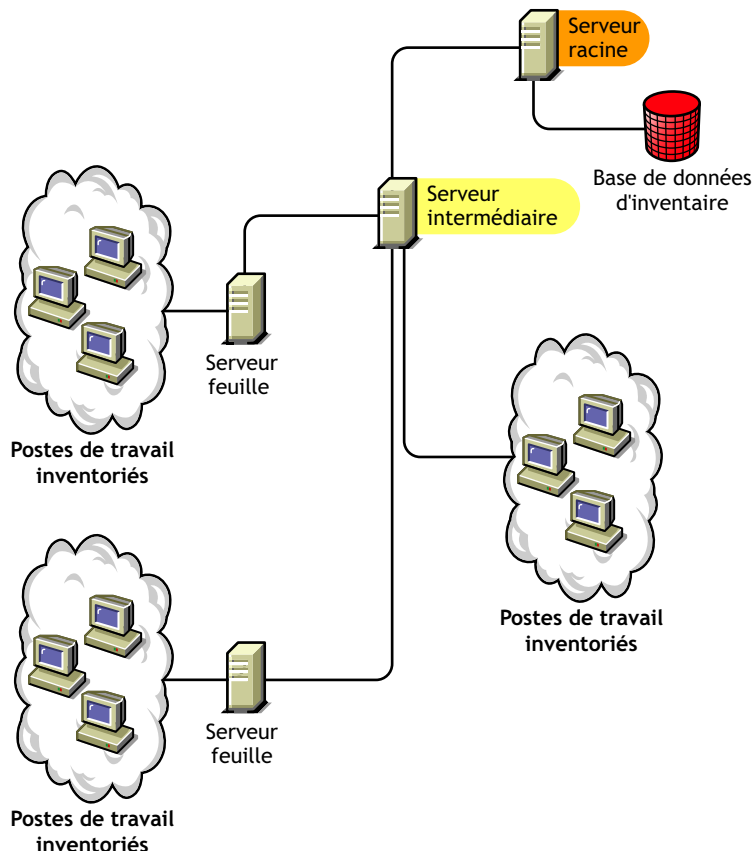 Serveur
racine
Base de données
d'inventaire
Serveur
intermédiaire
Serveur
feuille
Postes de travail
inventoriés
Postes de travail
inventoriés
Serveur
feuille
Postes de travail
inventoriés